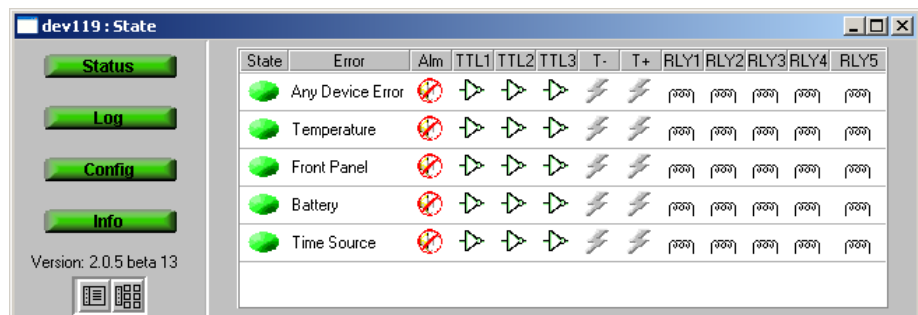 dev119 : State
Status
Log
Config
Info
Version: 2.0.5 beta 13
State Error Alm TTL1 TTL2 TTL3 T- T+ RLY1 RLY2 RLY3 RLY4 RLY5
Any Device Error
Temperature
Front Panel
Battery
Time Source